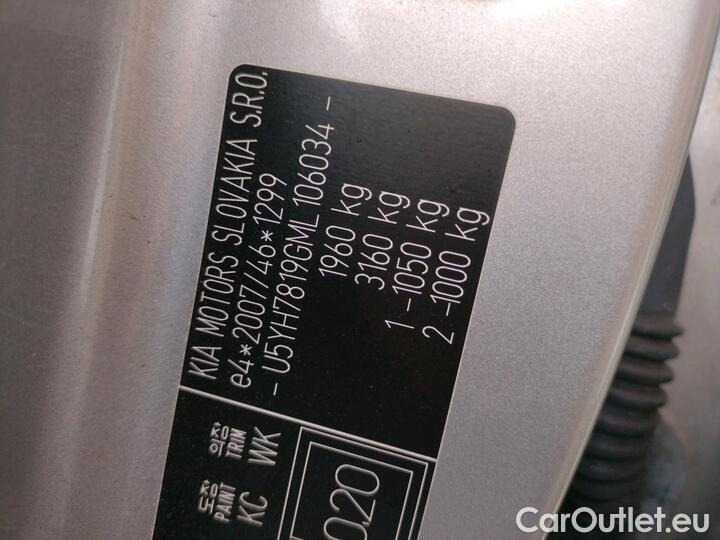 KIA MOTORS SLOVAKIA S.R.O.
e4*2007/46*1299
- U5YH7819GML106034 -
1960 kg
3160 kg
1 -1050 kg
2 -1000 kg
도장 의장
PAINT TRIM
KC WK
0.20
CarOutlet.eu